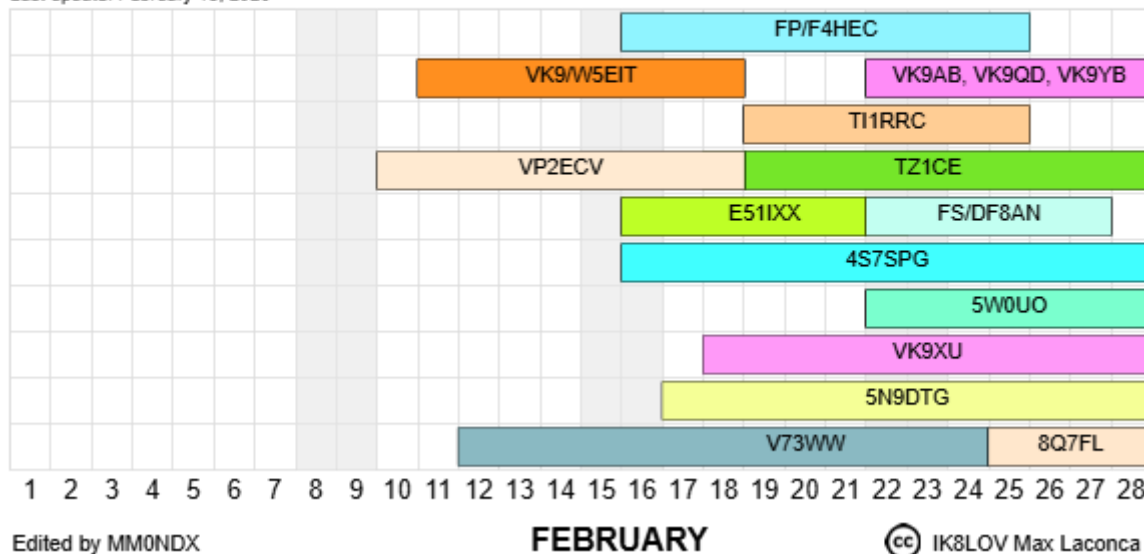 FP/F4HEC
VK9/W5EIT VK9AB, VK9QD, VK9YB
TI1RRC
VP2ECV TZ1CE
E51IXX FS/DF8AN
4S7SPG
5W0UO
VK9XU
5N9DTG
V73WW 8Q7FL
1 2 3 4 5 6 7 8 9 10 11 12 13 14 15 16 17 18 19 20 21 22 23 24 25 26 27 28
Edited by MM0NDX FEBRUARY cc IK8LOV Max Laconca